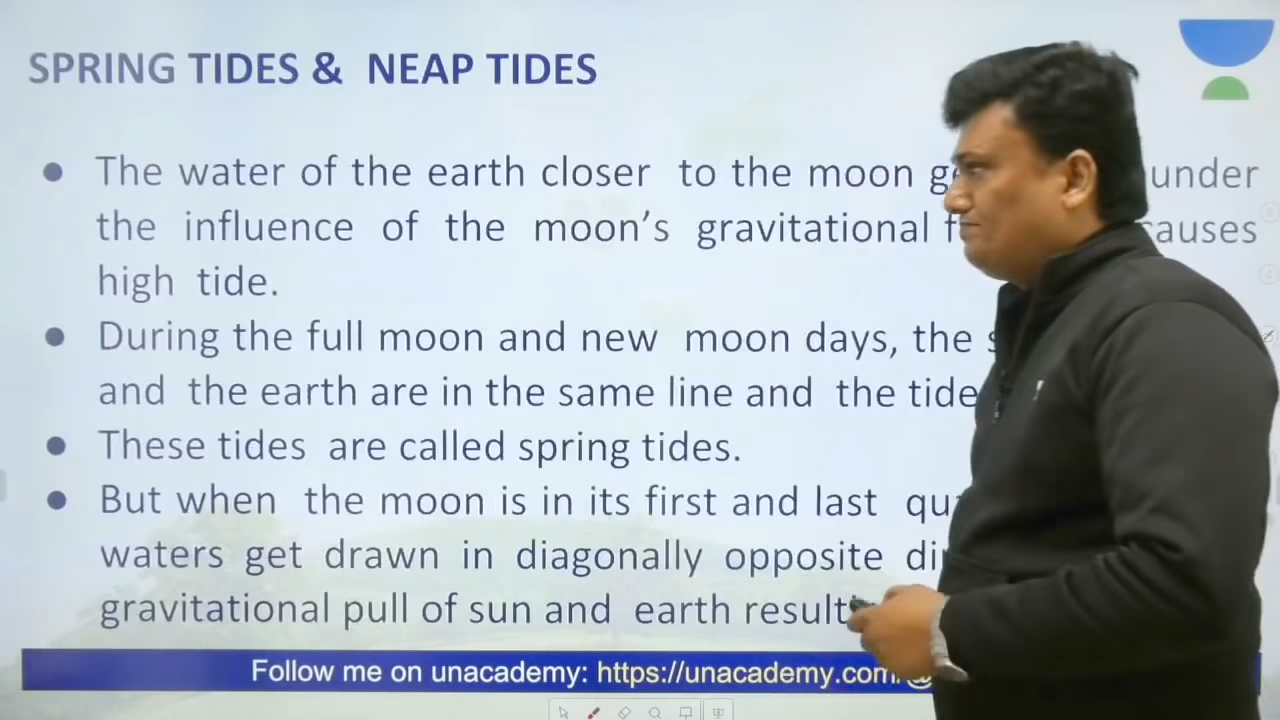 SPRING TIDES & NEAP TIDES
The water of the earth closer to the moon under
the influence of the moon's gravitational causes
high tide.
During the full moon and new moon days, the
and the earth are in the same line and the
These tides are called spring tides.
But when the moon is in its first and last
waters get drawn in diagonally opposite
gravitational pull of sun and earth
Follow me on unacademy: https://unacademy.com/@